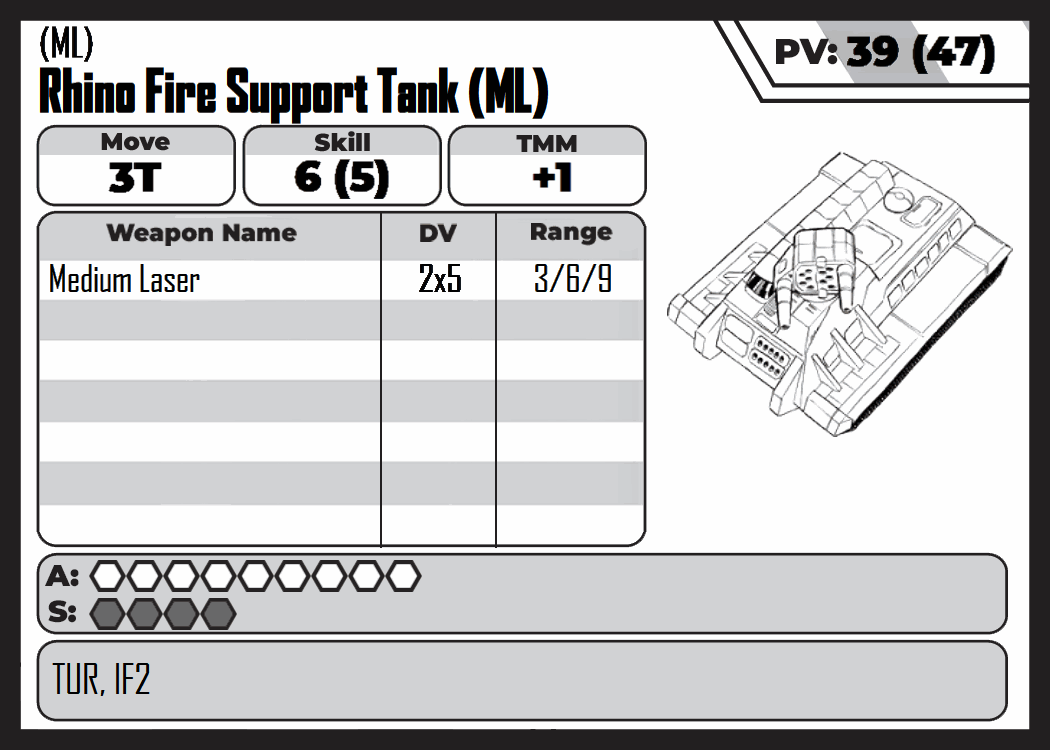 (ML)
Rhino Fire Support Tank (ML)
PV: 39 (47)
Move Skill TMM
3T 6 (5) +1
Weapon Name DV Range
Medium Laser 2x5 3/6/9
A:
S:
TUR, IF2